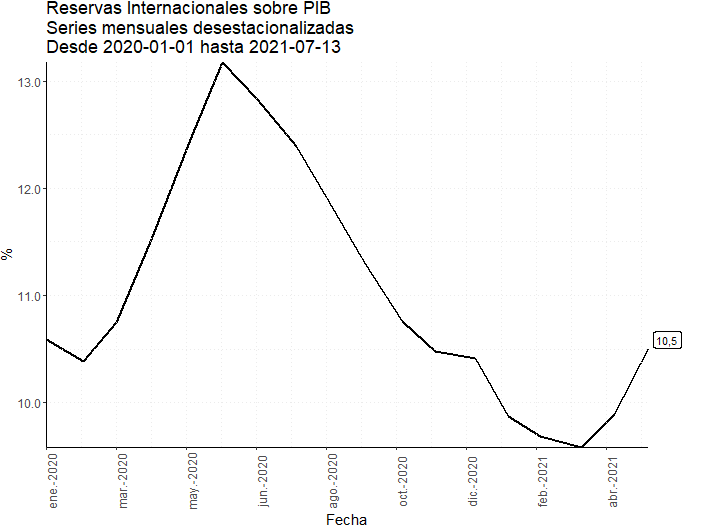 Reservas Internacionales sobre PIB
Series mensuales desestacionalizadas
Desde 2020-01-01 hasta 2021-07-13
13.0
12.0
11.0
10.0
%
10,5
ene.-2020
mar.-2020
may.-2020
jun.-2020
ago.-2020
oct.-2020
dic.-2020
feb.-2021
abr.-2021
Fecha